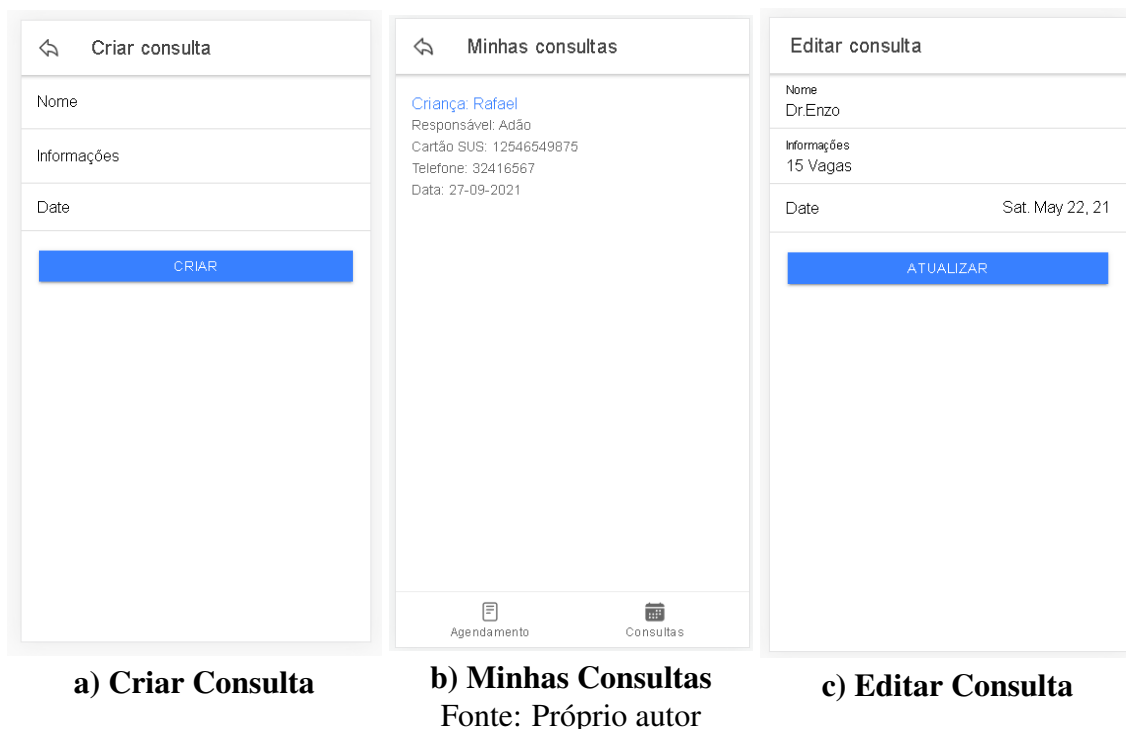 Criar consulta
Nome
Informações
Date
CRIAR
a) Criar Consulta
Minhas consultas
Criança: Rafael
Responsável: Adão
Cartão SUS: 12546549875
Telefone: 32416567
Data: 27-09-2021
Agendamento
Consultas
b) Minhas Consultas
Fonte: Próprio autor
Editar consulta
Nome
Dr.Enzo
Informações
15 Vagas
Date Sat. May 22, 21
ATUALIZAR
c) Editar Consulta